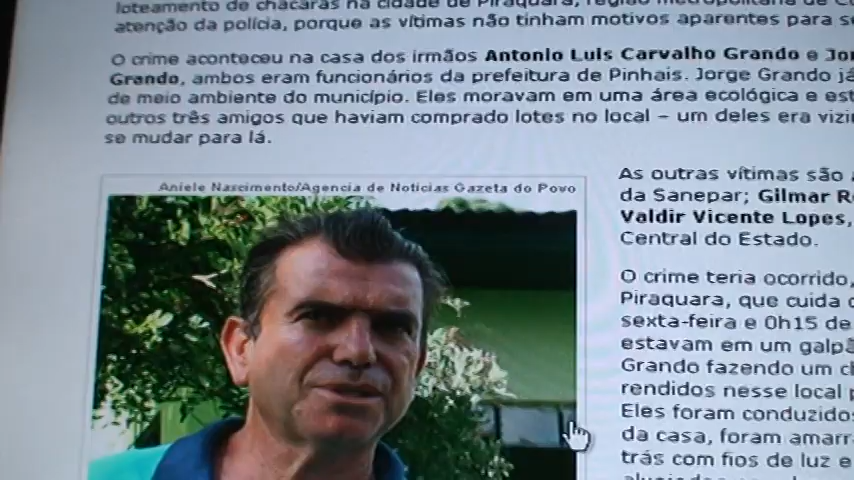 loteamento de chácaras na cidade de Piraquara, região metropolitana de
atenção da polícia, porque as vítimas não tinham motivos aparentes para
O crime aconteceu na casa dos irmãos Antonio Luis Carvalho Grando e
Grando, ambos eram funcionários da prefeitura de Pinhais. Jorge Grando já
de meio ambiente do município. Eles moravam em uma área ecológica e
outros três amigos que haviam comprado lotes no local – um deles era
se mudar para lá.
Aniele Nascimento/Agencia de Noticias Gazeta do Povo
As outras vítimas são
da Sanepar; Gilmar
Valdir Vicente Lopes,
Central do Estado.
O crime teria ocorrido,
Piraquara, que cuida
sexta-feira e 0h15 de
estavam em um
Grando fazendo um
rendidos nesse local
Eles foram conduzidos
da casa, foram
trás com fios de luz e